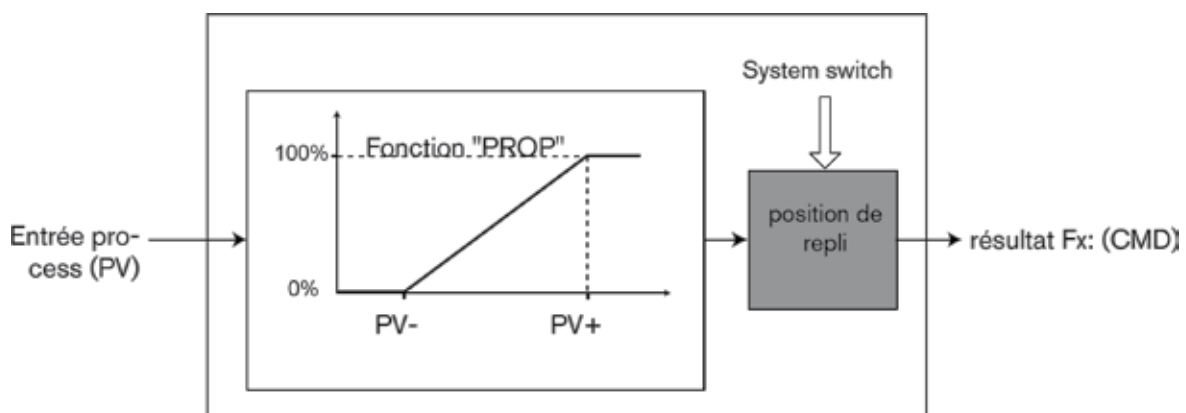 System switch
Fonction "PROP"
100%
position de
repli
Entrée pro-
cess (PV)
résultat Fx: (CMD)
0%
PV-
PV+